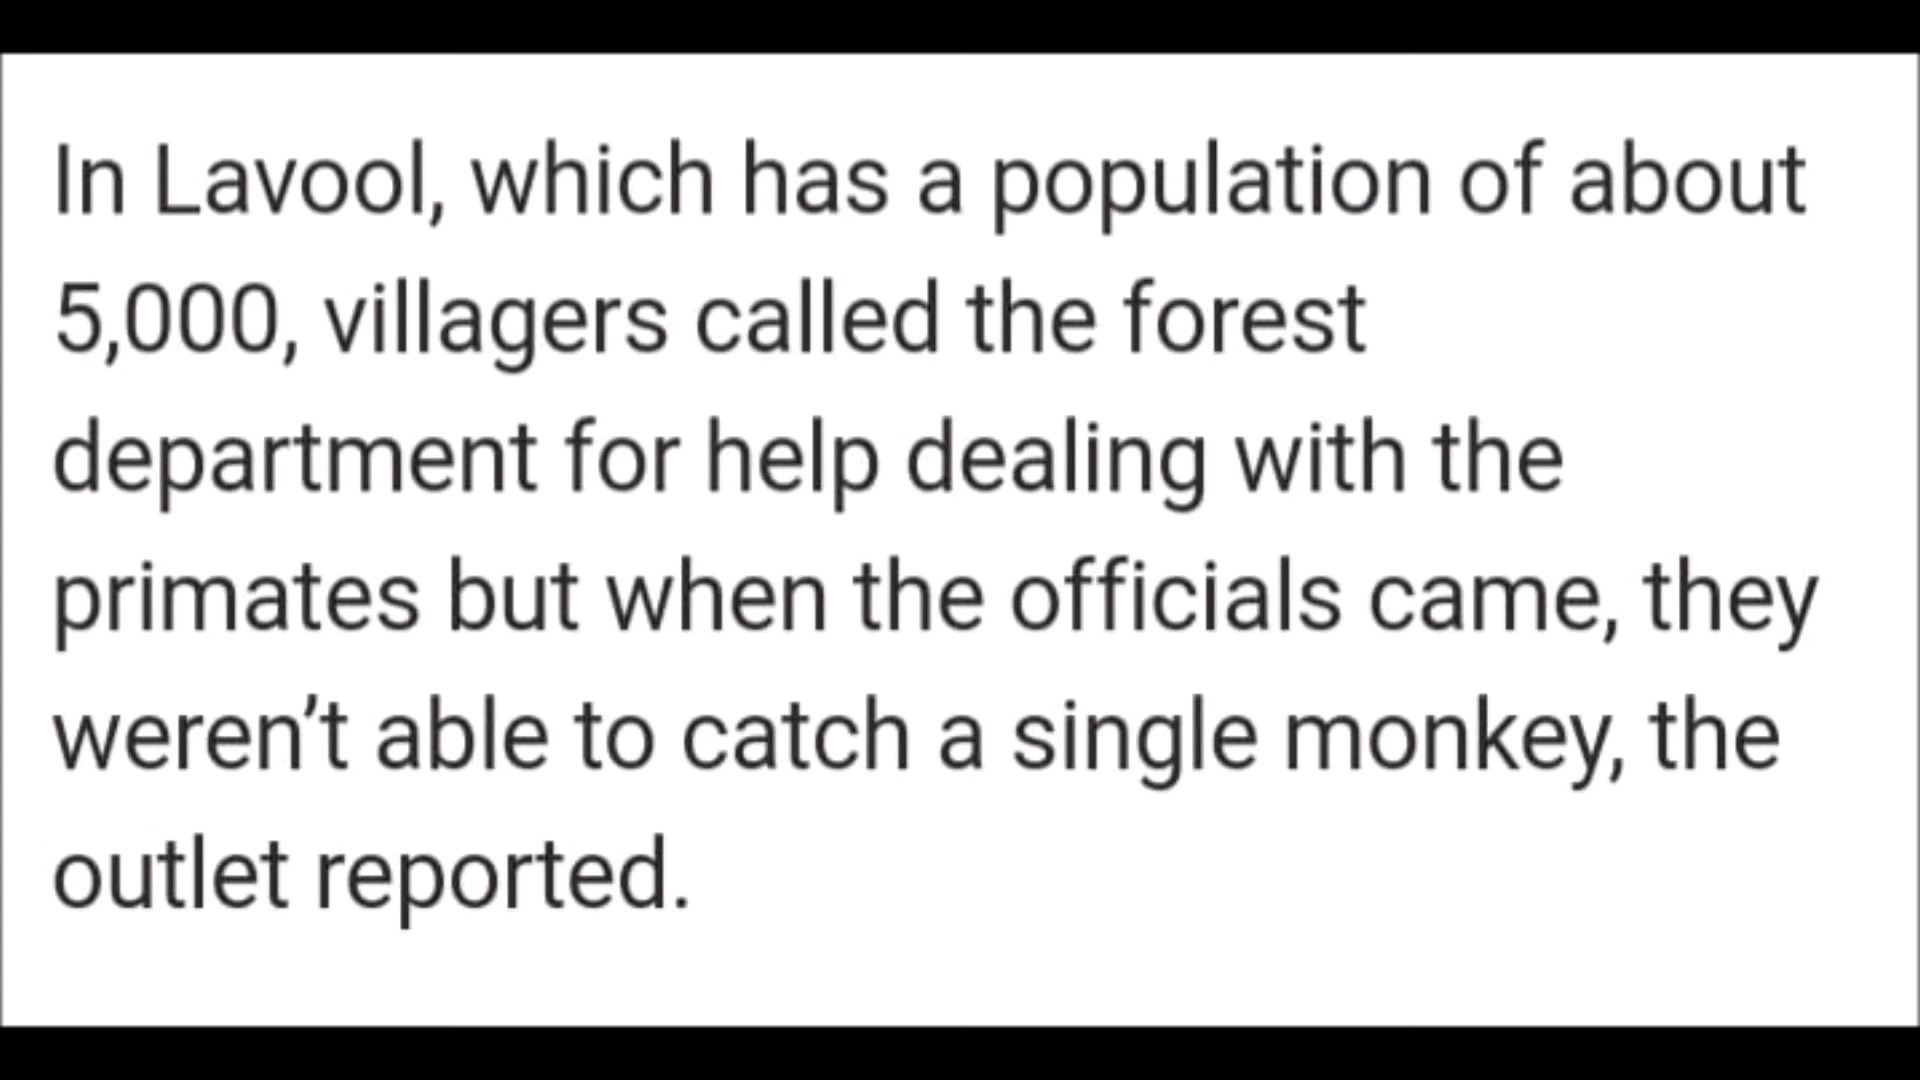 In Lavool, which has a population of about
5,000, villagers called the forest
department for help dealing with the
primates but when the officials came, they
weren’t able to catch a single monkey, the
outlet reported.